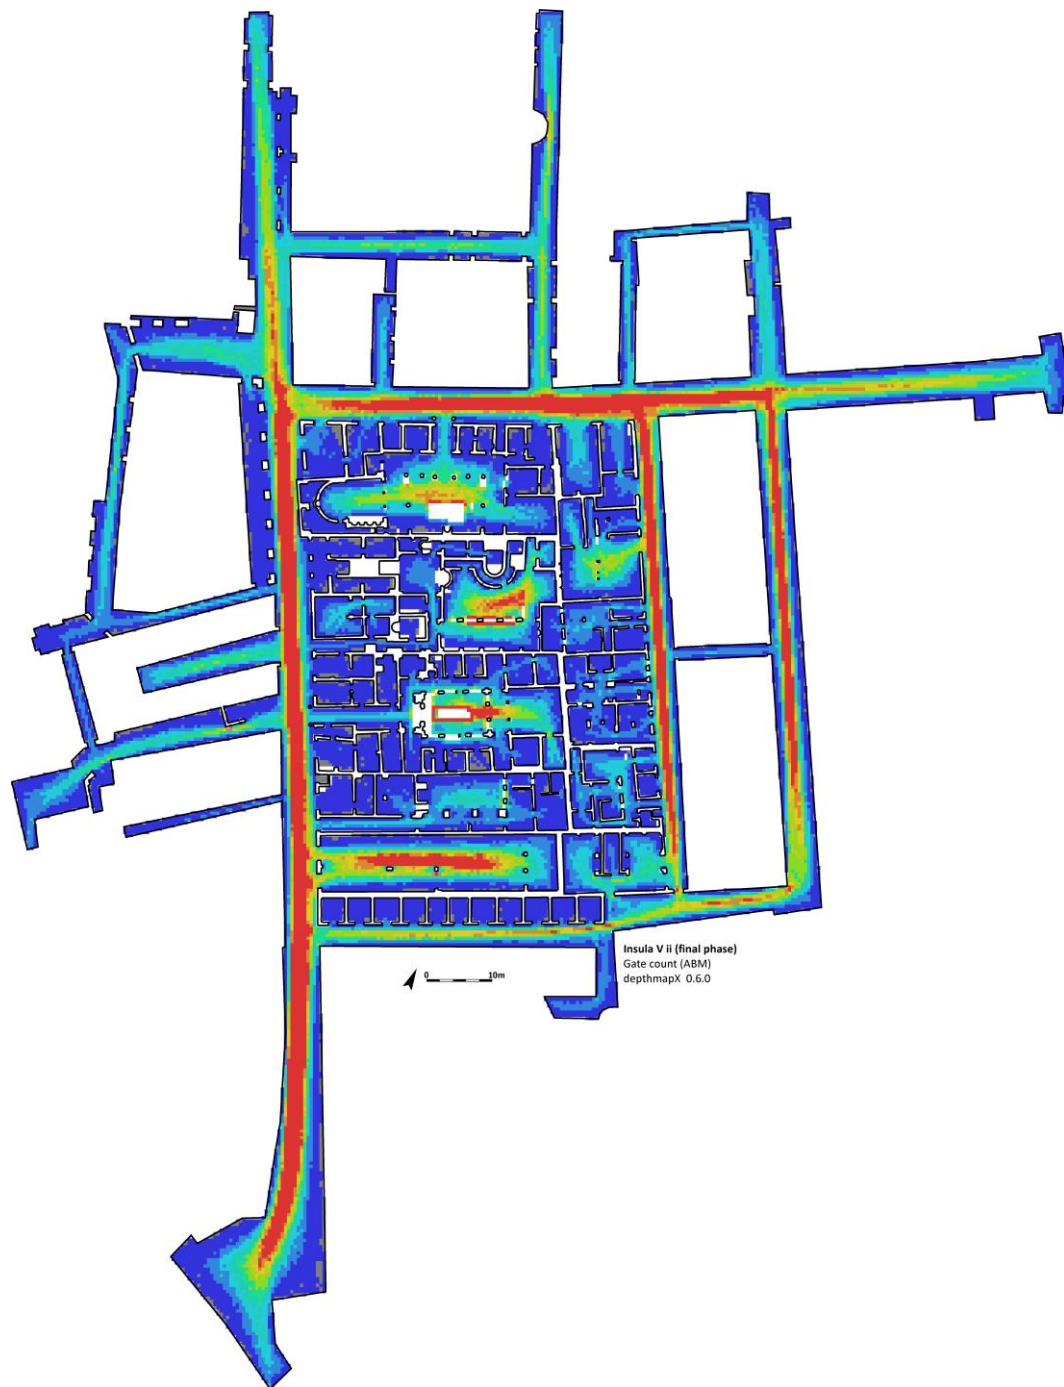 Insula V ii (final phase)
Gate count (ABM)
depthmapX 0.6.0
0 10m